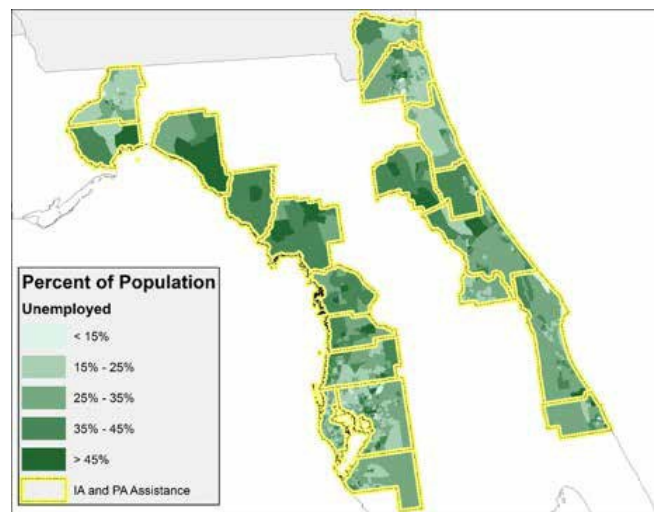 Percent of Population
Unemployed
< 15%
15% - 25%
25% - 35%
35% - 45%
> 45%
IA and PA Assistance